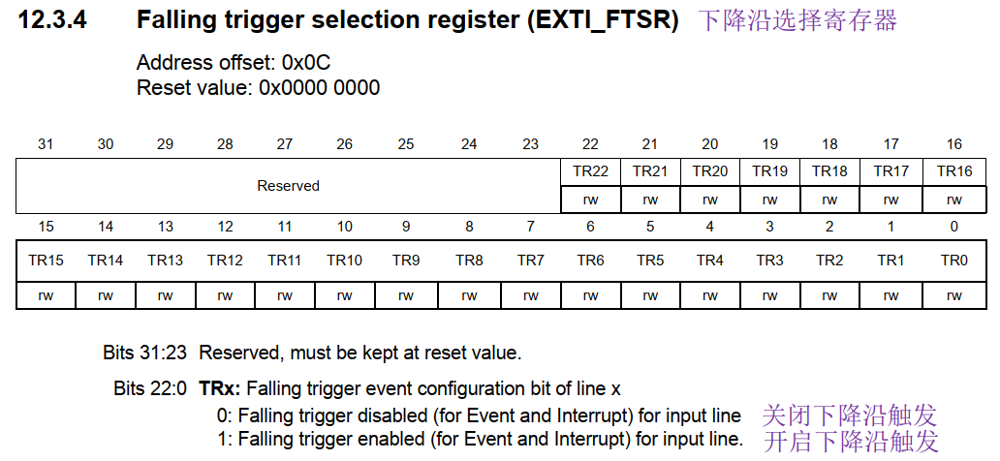 12.3.4 Falling trigger selection register (EXTI_FTSR) 下降沿选择寄存器
Address offset: 0x0C
Reset value: 0x0000 0000
31 30 29 28 27 26 25 24 23 22 21 20 19 18 17 16
Reserved TR22 TR21 TR20 TR19 TR18 TR17 TR16
rw rw rw rw rw rw rw
15 14 13 12 11 10 9 8 7 6 5 4 3 2 1 0
TR15 TR14 TR13 TR12 TR11 TR10 TR9 TR8 TR7 TR6 TR5 TR4 TR3 TR2 TR1 TR0
rw rw rw rw rw rw rw rw rw rw rw rw rw rw rw rw
Bits 31:23 Reserved, must be kept at reset value.
Bits 22:0 TRx: Falling trigger event configuration bit of line x
0: Falling trigger disabled (for Event and Interrupt) for input line 关闭下降沿触发
1: Falling trigger enabled (for Event and Interrupt) for input line. 开启下降沿触发